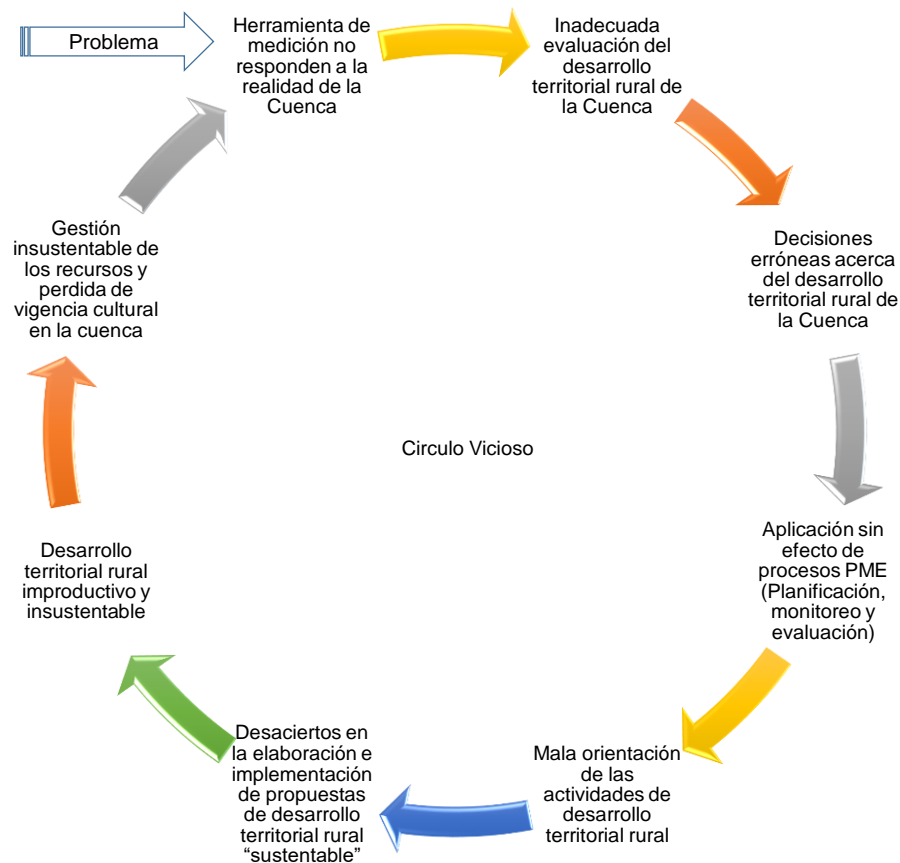 Problema
Herramienta de
medición no
responden a la
realidad de la
Cuenca
Inadecuada
evaluación del
desarrollo
territorial rural de
la Cuenca
Decisiones
erróneas acerca
del desarrollo
territorial rural de
la Cuenca
Aplicación sin
efecto de
procesos PME
(Planificación,
monitoreo y
evaluación)
Mala orientación
de las
actividades de
desarrollo
territorial rural
Desaciertos en
la elaboración e
implementación
de propuestas
de desarrollo
territorial rural
“sustentable”
Desarrollo
territorial rural
improductivo y
insustentable
Gestión
insustentable de
los recursos y
perdida de
vigencia cultural
en la cuenca
Circulo Vicioso